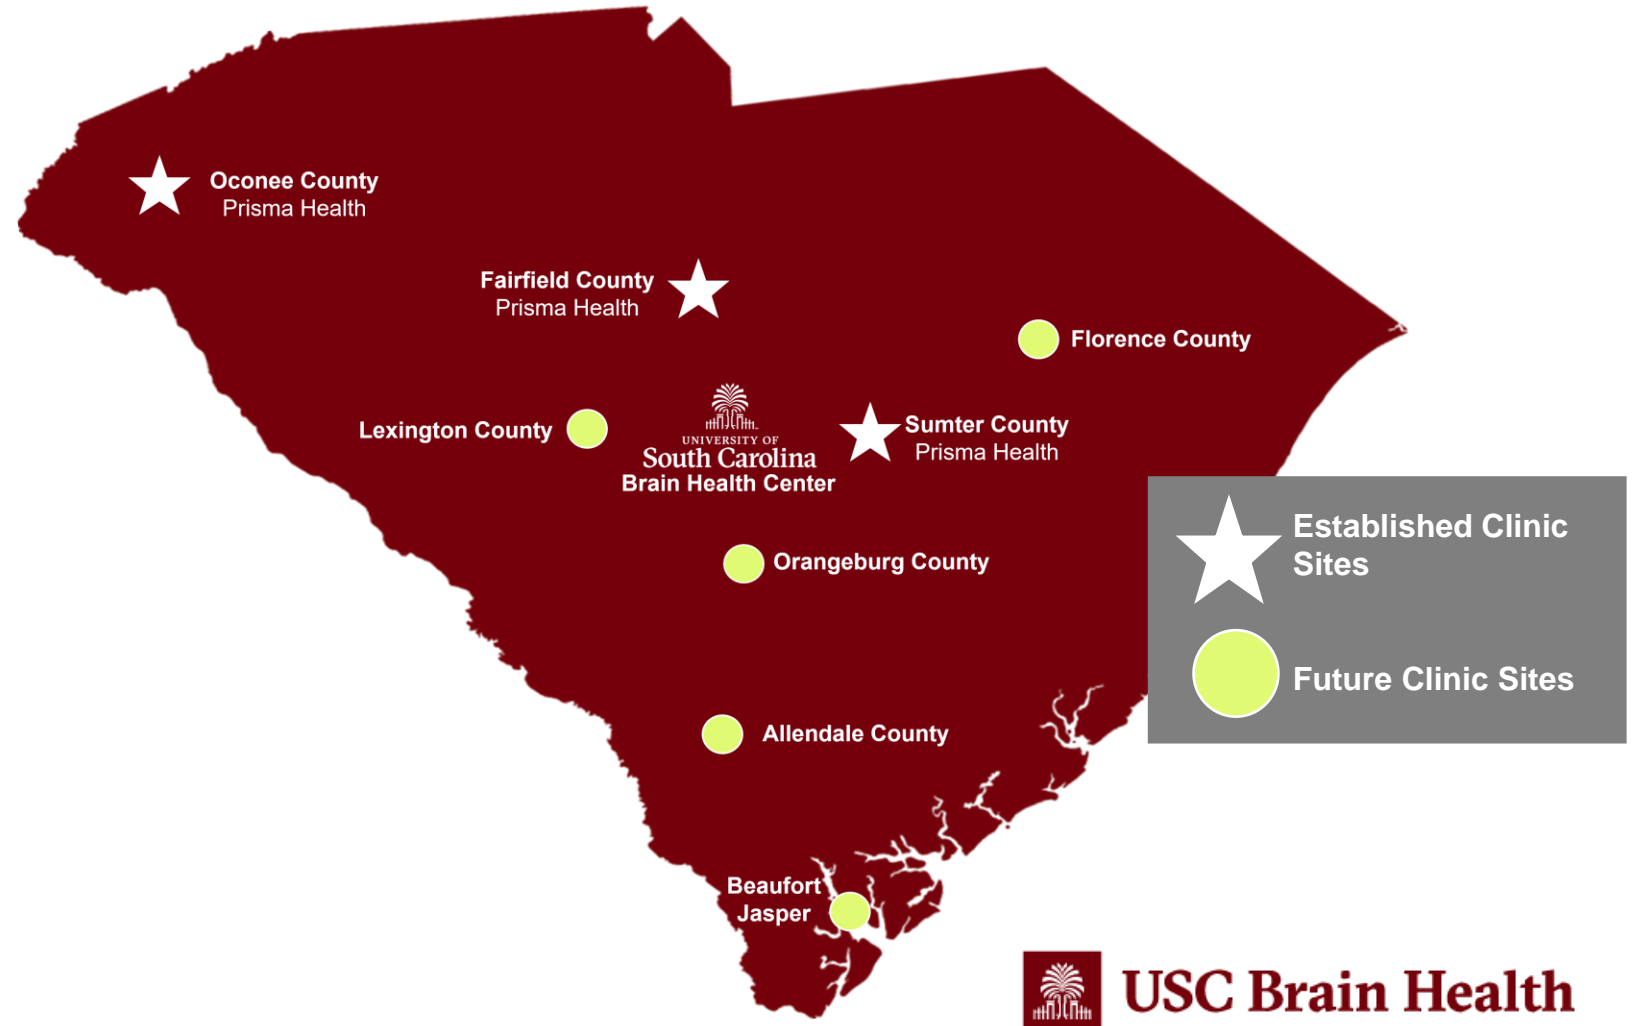 Oconee County
Prisma Health
Fairfield County
Prisma Health
Florence County
Lexington County
UNIVERSITY OF
South Carolina
Brain Health Center
Sumter County
Prisma Health
Established Clinic
Sites
Orangeburg County
Future Clinic Sites
Allendale County
Beaufort
Jasper
USC Brain Health